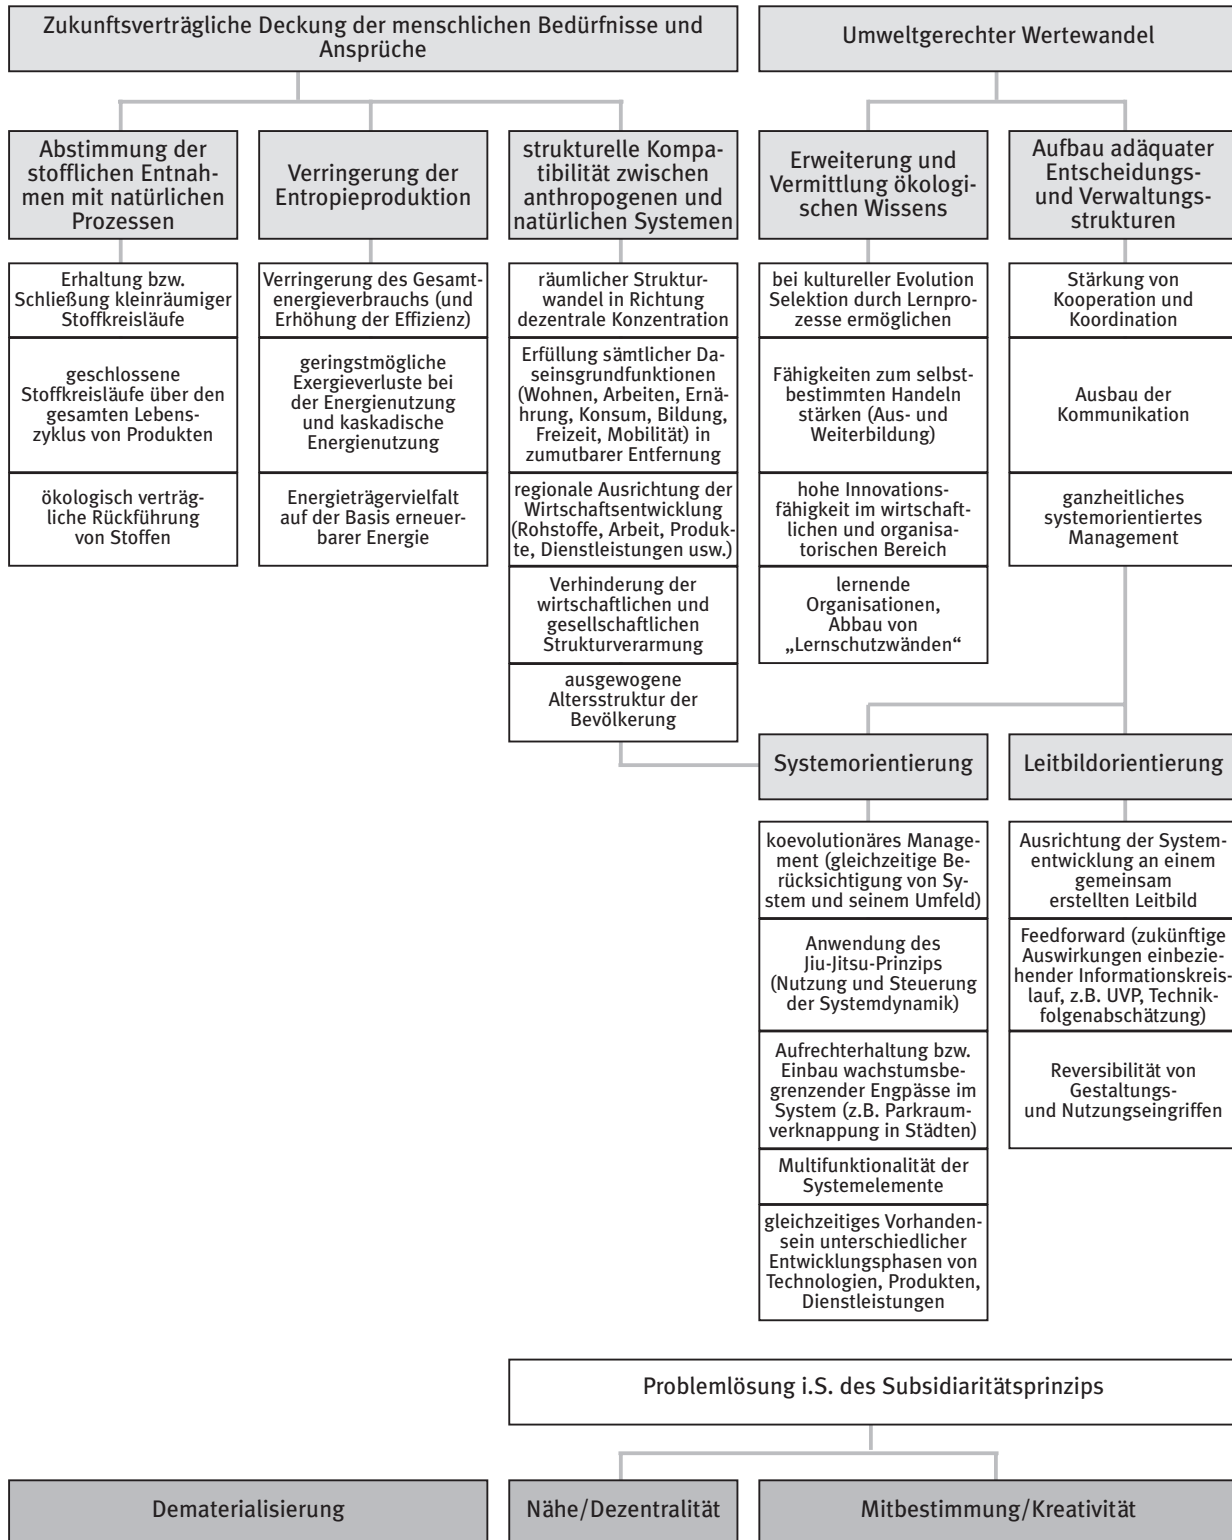 Zukunftsverträgliche Deckung der menschlichen Bedürfnisse und
Ansprüche
Umweltgerechter Wertewandel
Abstimmung der
stofflichen Entnah-
men mit natürlichen
Prozessen
Verringerung der
Entropieproduktion
strukturelle Kompa-
tibilität zwischen
anthropogenen und
natürlichen Systemen
Erweiterung und
Vermittlung ökologi-
schen Wissens
Aufbau adäquater
Entscheidungs-
und Verwaltungs-
strukturen
Erhaltung bzw.
Schließung kleinräumiger
Stoffkreisläufe
geschlossene
Stoffkreisläufe über den
gesamten Lebens-
zyklus von Produkten
ökologisch verträg-
liche Rückführung
von Stoffen
Verringerung des Gesamt-
energieverbrauchs (und
Erhöhung der Effizienz)
geringstmögliche
Exergieverluste bei
der Energienutzung
und kaskadische
Energienutzung
Energieträgervielfalt
auf der Basis erneuer-
barer Energie
räumlicher Struktur-
wandel in Richtung
dezentrale Konzentration
Erfüllung sämtlicher Da-
seinsgrundfunktionen
(Wohnen, Arbeiten, Ernä-
hrung, Konsum, Bildung,
Freizeit, Mobilität) in
zumutbarer Entfernung
regionale Ausrichtung der
Wirtschaftsentwicklung
(Rohstoffe, Arbeit, Produk-
te, Dienstleistungen usw.)
Verhinderung der
wirtschaftlichen und
gesellschaftlichen
Strukturverarmung
ausgewogene
Altersstruktur der
Bevölkerung
bei kultureller Evolution
Selektion durch Lernpro-
zesse ermöglichen
Fähigkeiten zum selbst-
bestimmten Handeln
stärken (Aus- und
Weiterbildung)
hohe Innovations-
fähigkeit im wirtschaft-
lichen und organisa-
torischen Bereich
lernende
Organisationen,
Abbau von
„Lernschutzwänden“
Stärkung von
Kooperation und
Koordination
Ausbau der
Kommunikation
ganzheitliches
systemorientiertes
Management
Systemorientierung
Leitbildorientierung
koevolutionäres Manage-
ment (gleichzeitige Be-
rücksichtigung von Sy-
stem und seinem Umfeld)
Anwendung des
Jiu-Jitsu-Prinzips
(Nutzung und Steuerung
der Systemdynamik)
Aufrechterhaltung bzw.
Einbau wachstumsbe-
grenzender Engpässe im
System (z.B. Parkraum-
verknappung in Städten)
Multifunktionalität der
Systemelemente
gleichzeitiges Vorhanden-
sein unterschiedlicher
Entwicklungsphasen von
Technologien, Produkten,
Dienstleistungen
Ausrichtung der System-
entwicklung an einem
gemeinsam
erstellten Leitbild
Feedforward (zukünftige
Auswirkungen einbezie-
hender Informationskreis-
lauf, z.B. UVP, Technik-
folgenabschätzung)
Reversibilität von
Gestaltungs-
und Nutzungseingriffen
Problemlösung i.S. des Subsidiaritätsprinzips
Dematerialisierung
Nähe/Dezentralität
Mitbestimmung/Kreativität